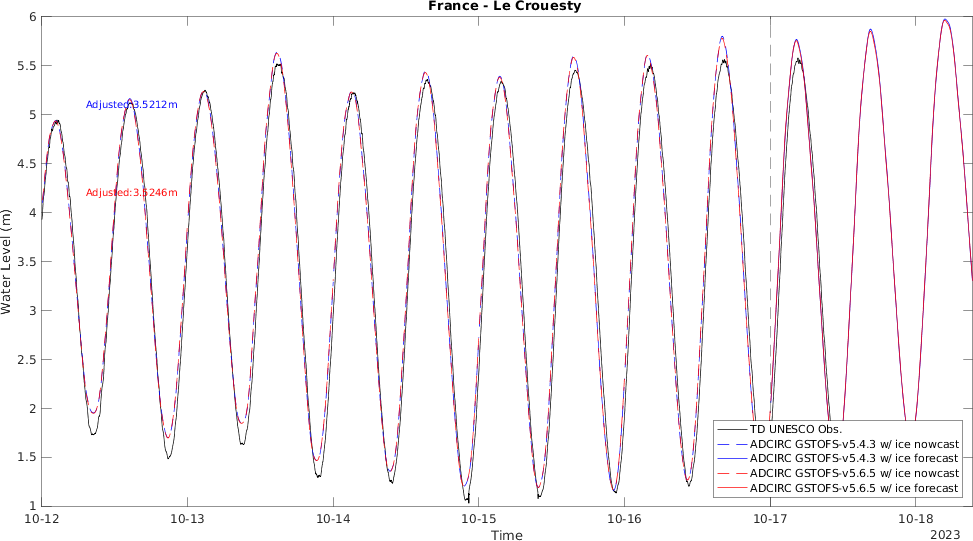 France - Le Crouesty
6
5.5
5
4.5
4
3.5
3
2.5
2
1.5
1
Water Level (m)
Adjusted:3.5212m
Adjusted:3.5246m
TD UNESCO Obs.
ADCIRC GSTOFS-v5.4.3 w/ ice nowcast
ADCIRC GSTOFS-v5.4.3 w/ ice forecast
ADCIRC GSTOFS-v5.6.5 w/ ice nowcast
ADCIRC GSTOFS-v5.6.5 w/ ice forecast
10-12 10-13 10-14 10-15 10-16 10-17 10-18
Time
2023